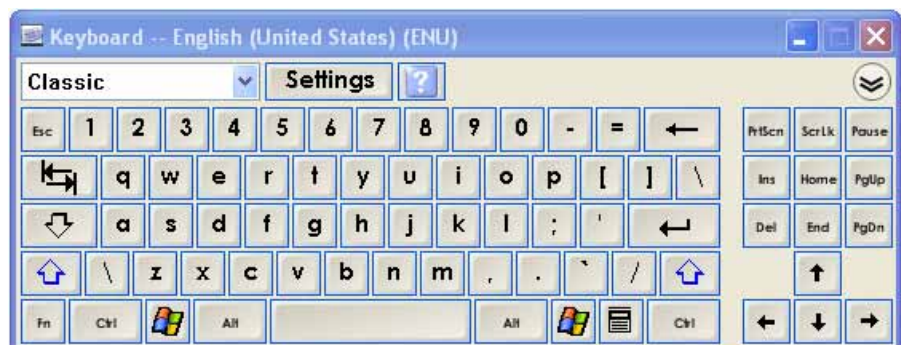 Keyboard -- English (United States) (ENU)
Classic Settings ?
Esc 1 2 3 4 5 6 7 8 9 0 - = PrtScn ScrLk Pause
q w e r t y u i o p [ ] \ Ins Home PgUp
a s d f g h j k l ; ' Del End PgDn
\ z x c v b n m , . ` /
Fn Ctrl Alt Alt Ctrl